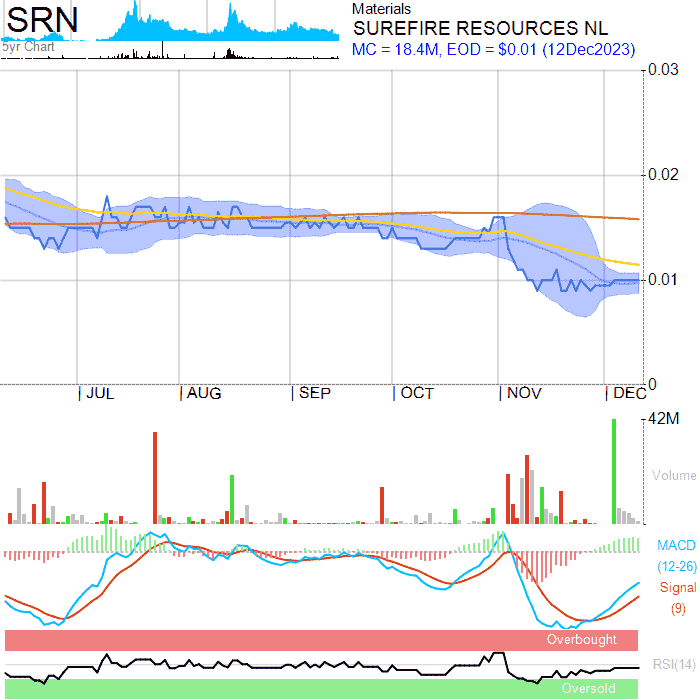 SRN
5yr Chart
Materials
SUREFIRE RESOURCES NL
MC = 18.4M, EOD = $0.01 (12Dec2023)
0.03
0.02
0.01
0
JUL AUG SEP OCT NOV DEC
42M
Volume
MACD
(12-26)
Signal
(9)
Overbought
RSI(14)
Oversold